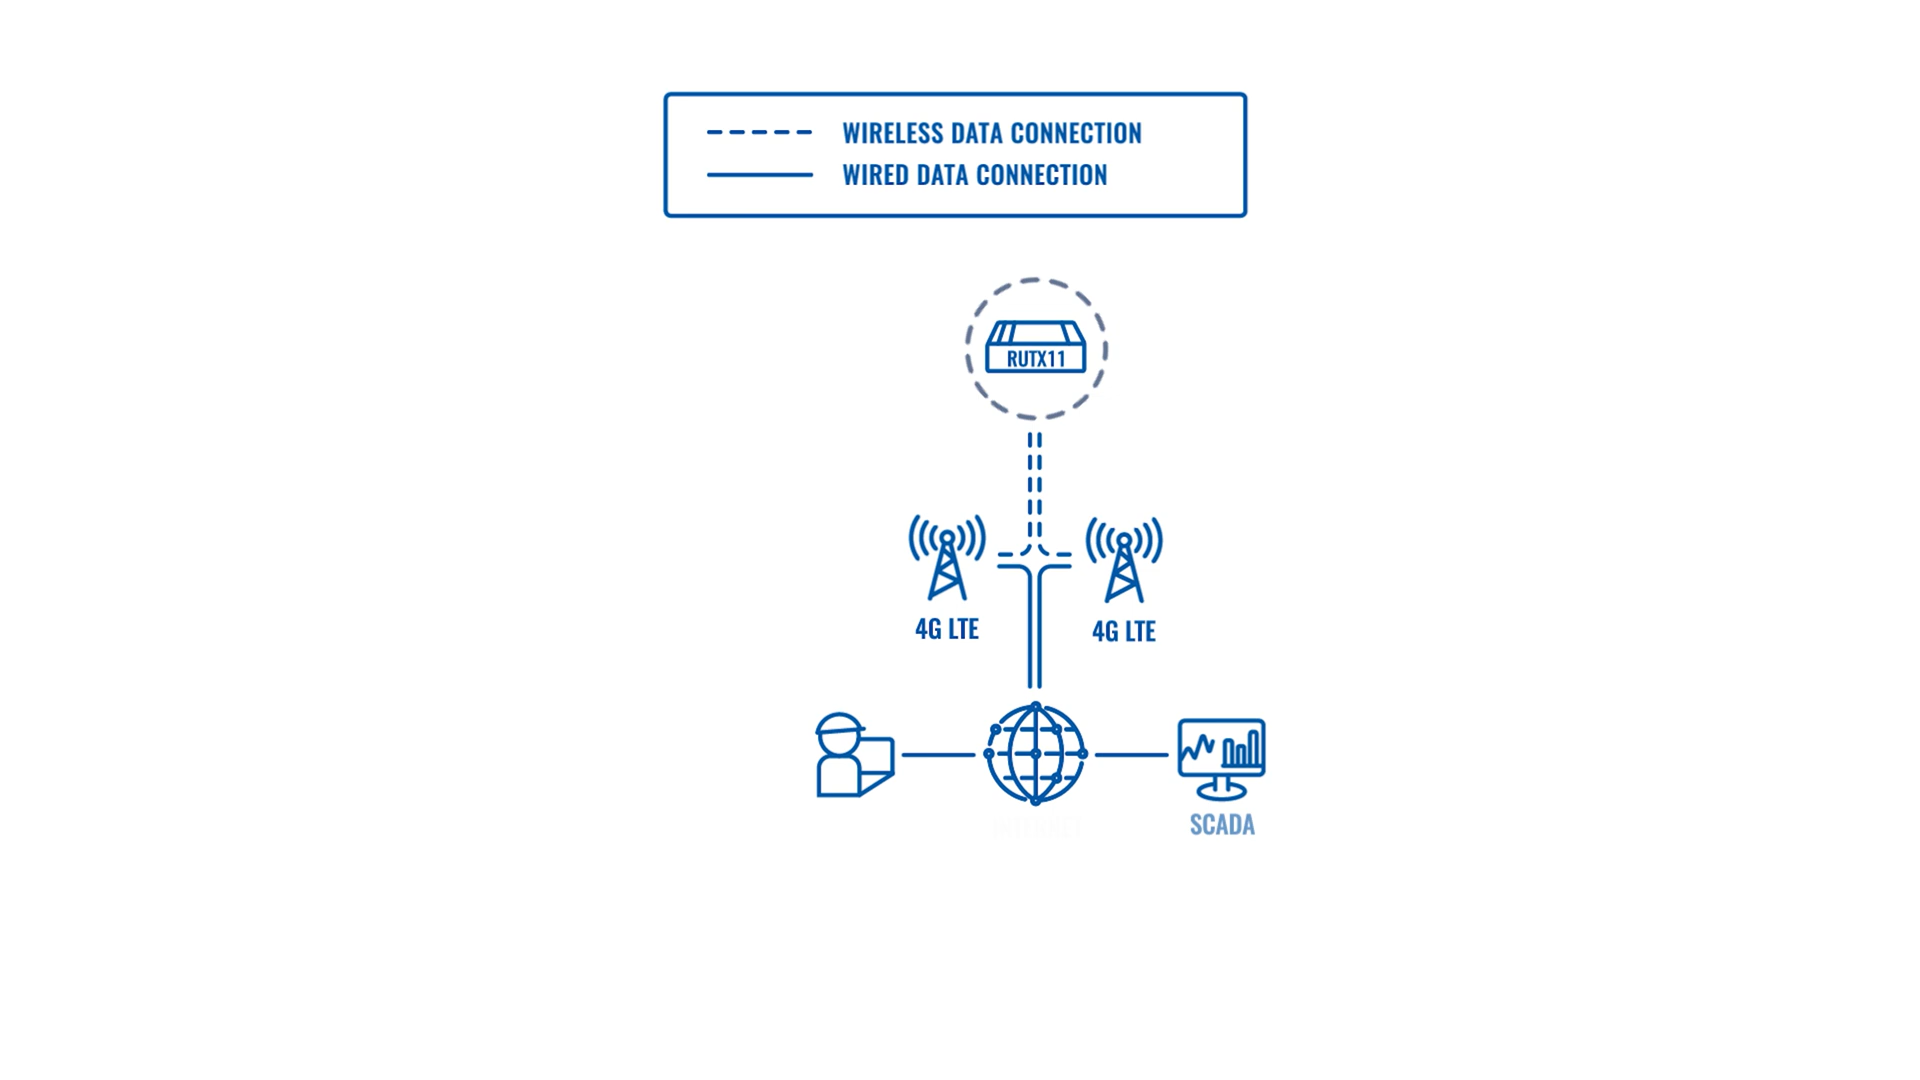 WIRELESS DATA CONNECTION
WIRED DATA CONNECTION
RUTX11
4G LTE
4G LTE
SCADA